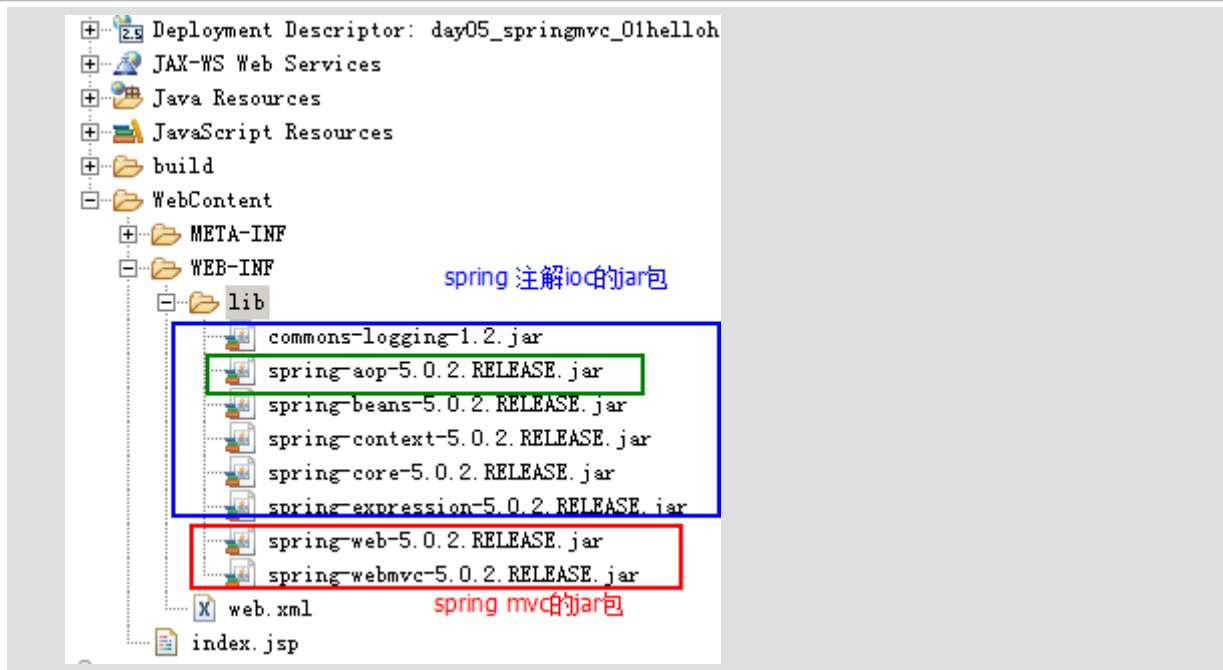 Deployment Descriptor: day05_springmvc_01helloh
JAX-WS Web Services
Java Resources
JavaScript Resources
build
WebContent
META-INF
WEB-INF
spring 注解ioc的jar包
lib
commons-logging-1.2.jar
spring-aop-5.0.2.RELEASE.jar
spring-beans-5.0.2.RELEASE.jar
spring-context-5.0.2.RELEASE.jar
spring-core-5.0.2.RELEASE.jar
spring-expression-5.0.2.RELEASE.jar
spring-web-5.0.2.RELEASE.jar
spring-webmvc-5.0.2.RELEASE.jar
web.xml
spring mvc的jar包
index.jsp